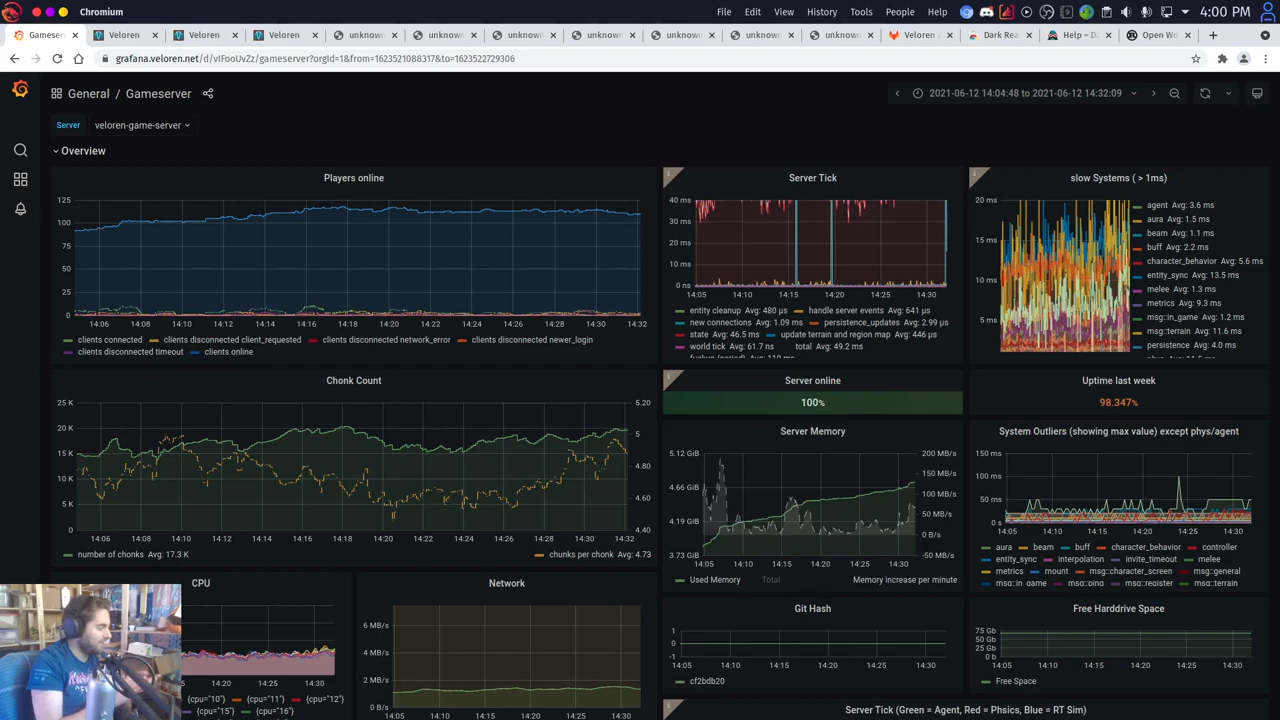 Chromium
File Edit View History Tools People Help
4:00 PM
Gameserv
Veloren
Veloren
Veloren
unknown
unknown
unknown
unknown
unknown
unknown
unknown
Veloren
Dark Rea
Help – Da
Open Wo
grafana.veloren.net/d/vIFooUvZz/gameserver?orgId=1&from=1623521088317&to=1623522729306
General / Gameserver
2021-06-12 14:04:48 to 2021-06-12 14:32:09
Server veloren-game-server
Overview
Players online
125
100
75
50
25
0
14:06 14:08 14:10 14:12 14:14 14:16 14:18 14:20 14:22 14:24 14:26 14:28 14:30 14:32
clients connected clients disconnected client_requested clients disconnected network_error clients disconnected newer_login
clients disconnected timeout clients online
Server Tick
40 ms
30 ms
20 ms
10 ms
0 ns
14:05 14:10 14:15 14:20 14:25 14:30
entity cleanup Avg: 480 µs handle server events Avg: 641 µs
new connections Avg: 1.09 ms persistence_updates Avg: 2.99 µs
state Avg: 46.5 ms update terrain and region map Avg: 446 µs
world tick Avg: 61.7 ns total Avg: 49.2 ms
slow Systems ( > 1ms)
20 ms
15 ms
10 ms
5 ms
agent Avg: 3.6 ms
aura Avg: 1.5 ms
beam Avg: 1.1 ms
buff Avg: 2.2 ms
character_behavior Avg: 5.6 ms
entity_sync Avg: 13.5 ms
melee Avg: 1.3 ms
metrics Avg: 9.3 ms
msg::in_game Avg: 1.2 ms
msg::terrain Avg: 11.6 ms
persistence Avg: 4.0 ms
Chonk Count
25 K
20 K
15 K
10 K
5 K
0
5.20
5
4.80
4.60
4.40
14:06 14:08 14:10 14:12 14:14 14:16 14:18 14:20 14:22 14:24 14:26 14:28 14:30 14:32
number of chonks Avg: 17.3 K chunks per chonk Avg: 4.73
Server online
100%
Uptime last week
98.347%
Server Memory
5.12 GiB
4.66 GiB
4.19 GiB
3.73 GiB
200 MB/s
150 MB/s
100 MB/s
50 MB/s
0 B/s
-50 MB/s
14:05 14:10 14:15 14:20 14:25 14:30
Used Memory Total Memory increase per minute
System Outliers (showing max value) except phys/agent
150 ms
100 ms
50 ms
0 s
14:05 14:10 14:15 14:20 14:25 14:30
aura beam buff character_behavior controller
entity_sync interpolation invite_timeout melee
metrics mount msg::character_screen msg::general
msg::in_game msg::ping msg::register msg::terrain
CPU
14:20 14:25 14:30
{cpu="10"} {cpu="11"} {cpu="12"}
{cpu="15"} {cpu="16"}
Network
6 MB/s
4 MB/s
2 MB/s
0 B/s
14:05 14:10 14:15 14:20 14:25 14:30
Git Hash
1
0
-1
14:05 14:10 14:15 14:20 14:25 14:30
cf2bdb20
Free Harddrive Space
75 Gb
50 Gb
25 Gb
0 b
14:05 14:10 14:15 14:20 14:25 14:30
Free Space
Server Tick (Green = Agent, Red = Phsics, Blue = RT Sim)